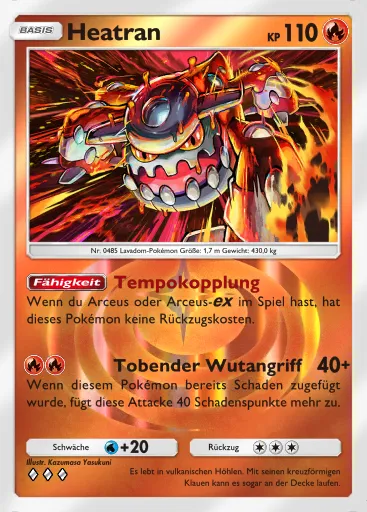 BASIS Heatran KP 110
Nr. 0485 Lavadom-Pokémon Größe: 1,7 m Gewicht: 430,0 kg
Fähigkeit Tempokopplung
Wenn du Arceus oder Arceus-ex im Spiel hast, hat
dieses Pokémon keine Rückzugskosten.
Tobender Wutangriff 40+
Wenn diesem Pokémon bereits Schaden zugefügt
wurde, fügt diese Attacke 40 Schadenspunkte mehr zu.
Schwäche +20 Rückzug
Illustr. Kazumasa Yasukuni
Es lebt in vulkanischen Höhlen. Mit seinen kreuzförmigen
Klauen kann es sogar an der Decke laufen.